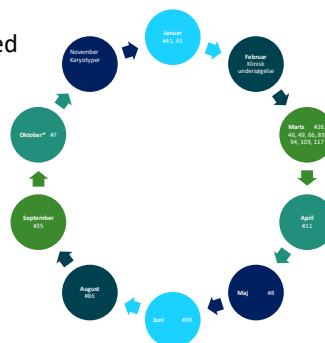 ed
Januar
#41, 43
Februar
Klinisk
undersøgelse
Marts #26,
46, 49, 66, 89,
94, 109, 117
April
#11
Maj #8
Juni #99
August
#86
September
#35
Oktober* #7
November
Karyotyper